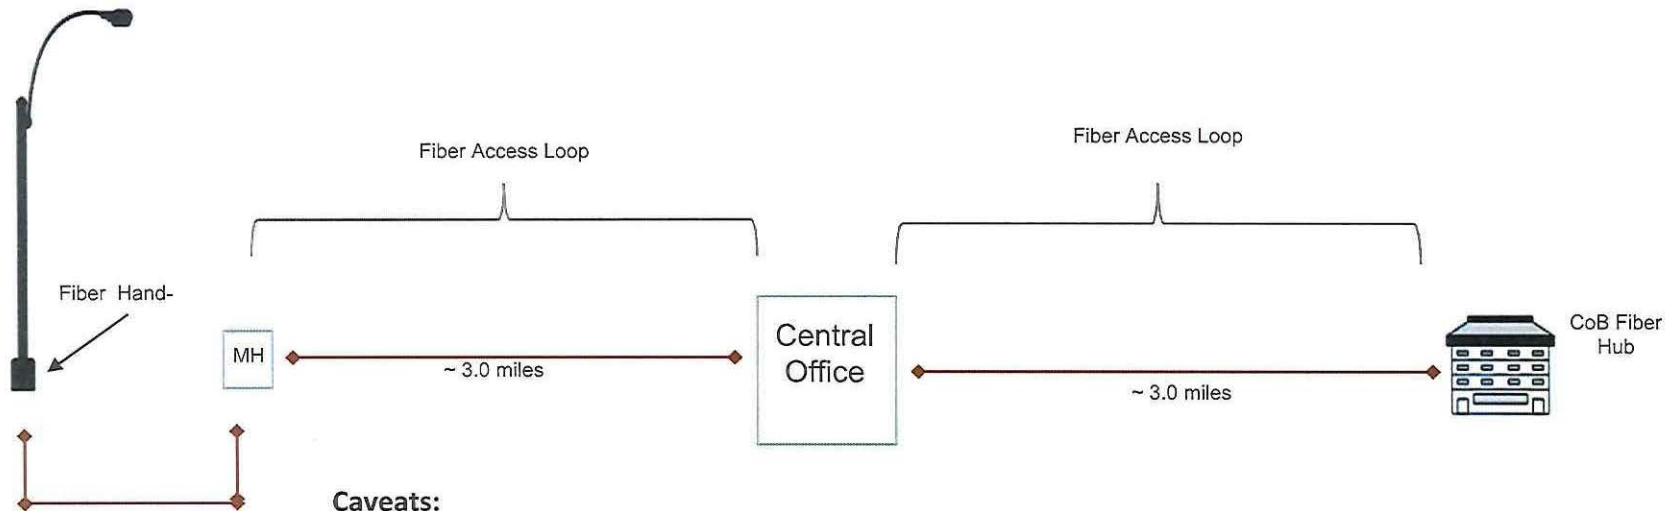 Fiber Access Loop
Fiber Access Loop
Fiber Hand-
MH
~ 3.0 miles
Central
Office
~ 3.0 miles
CoB Fiber
Hub
Caveats: